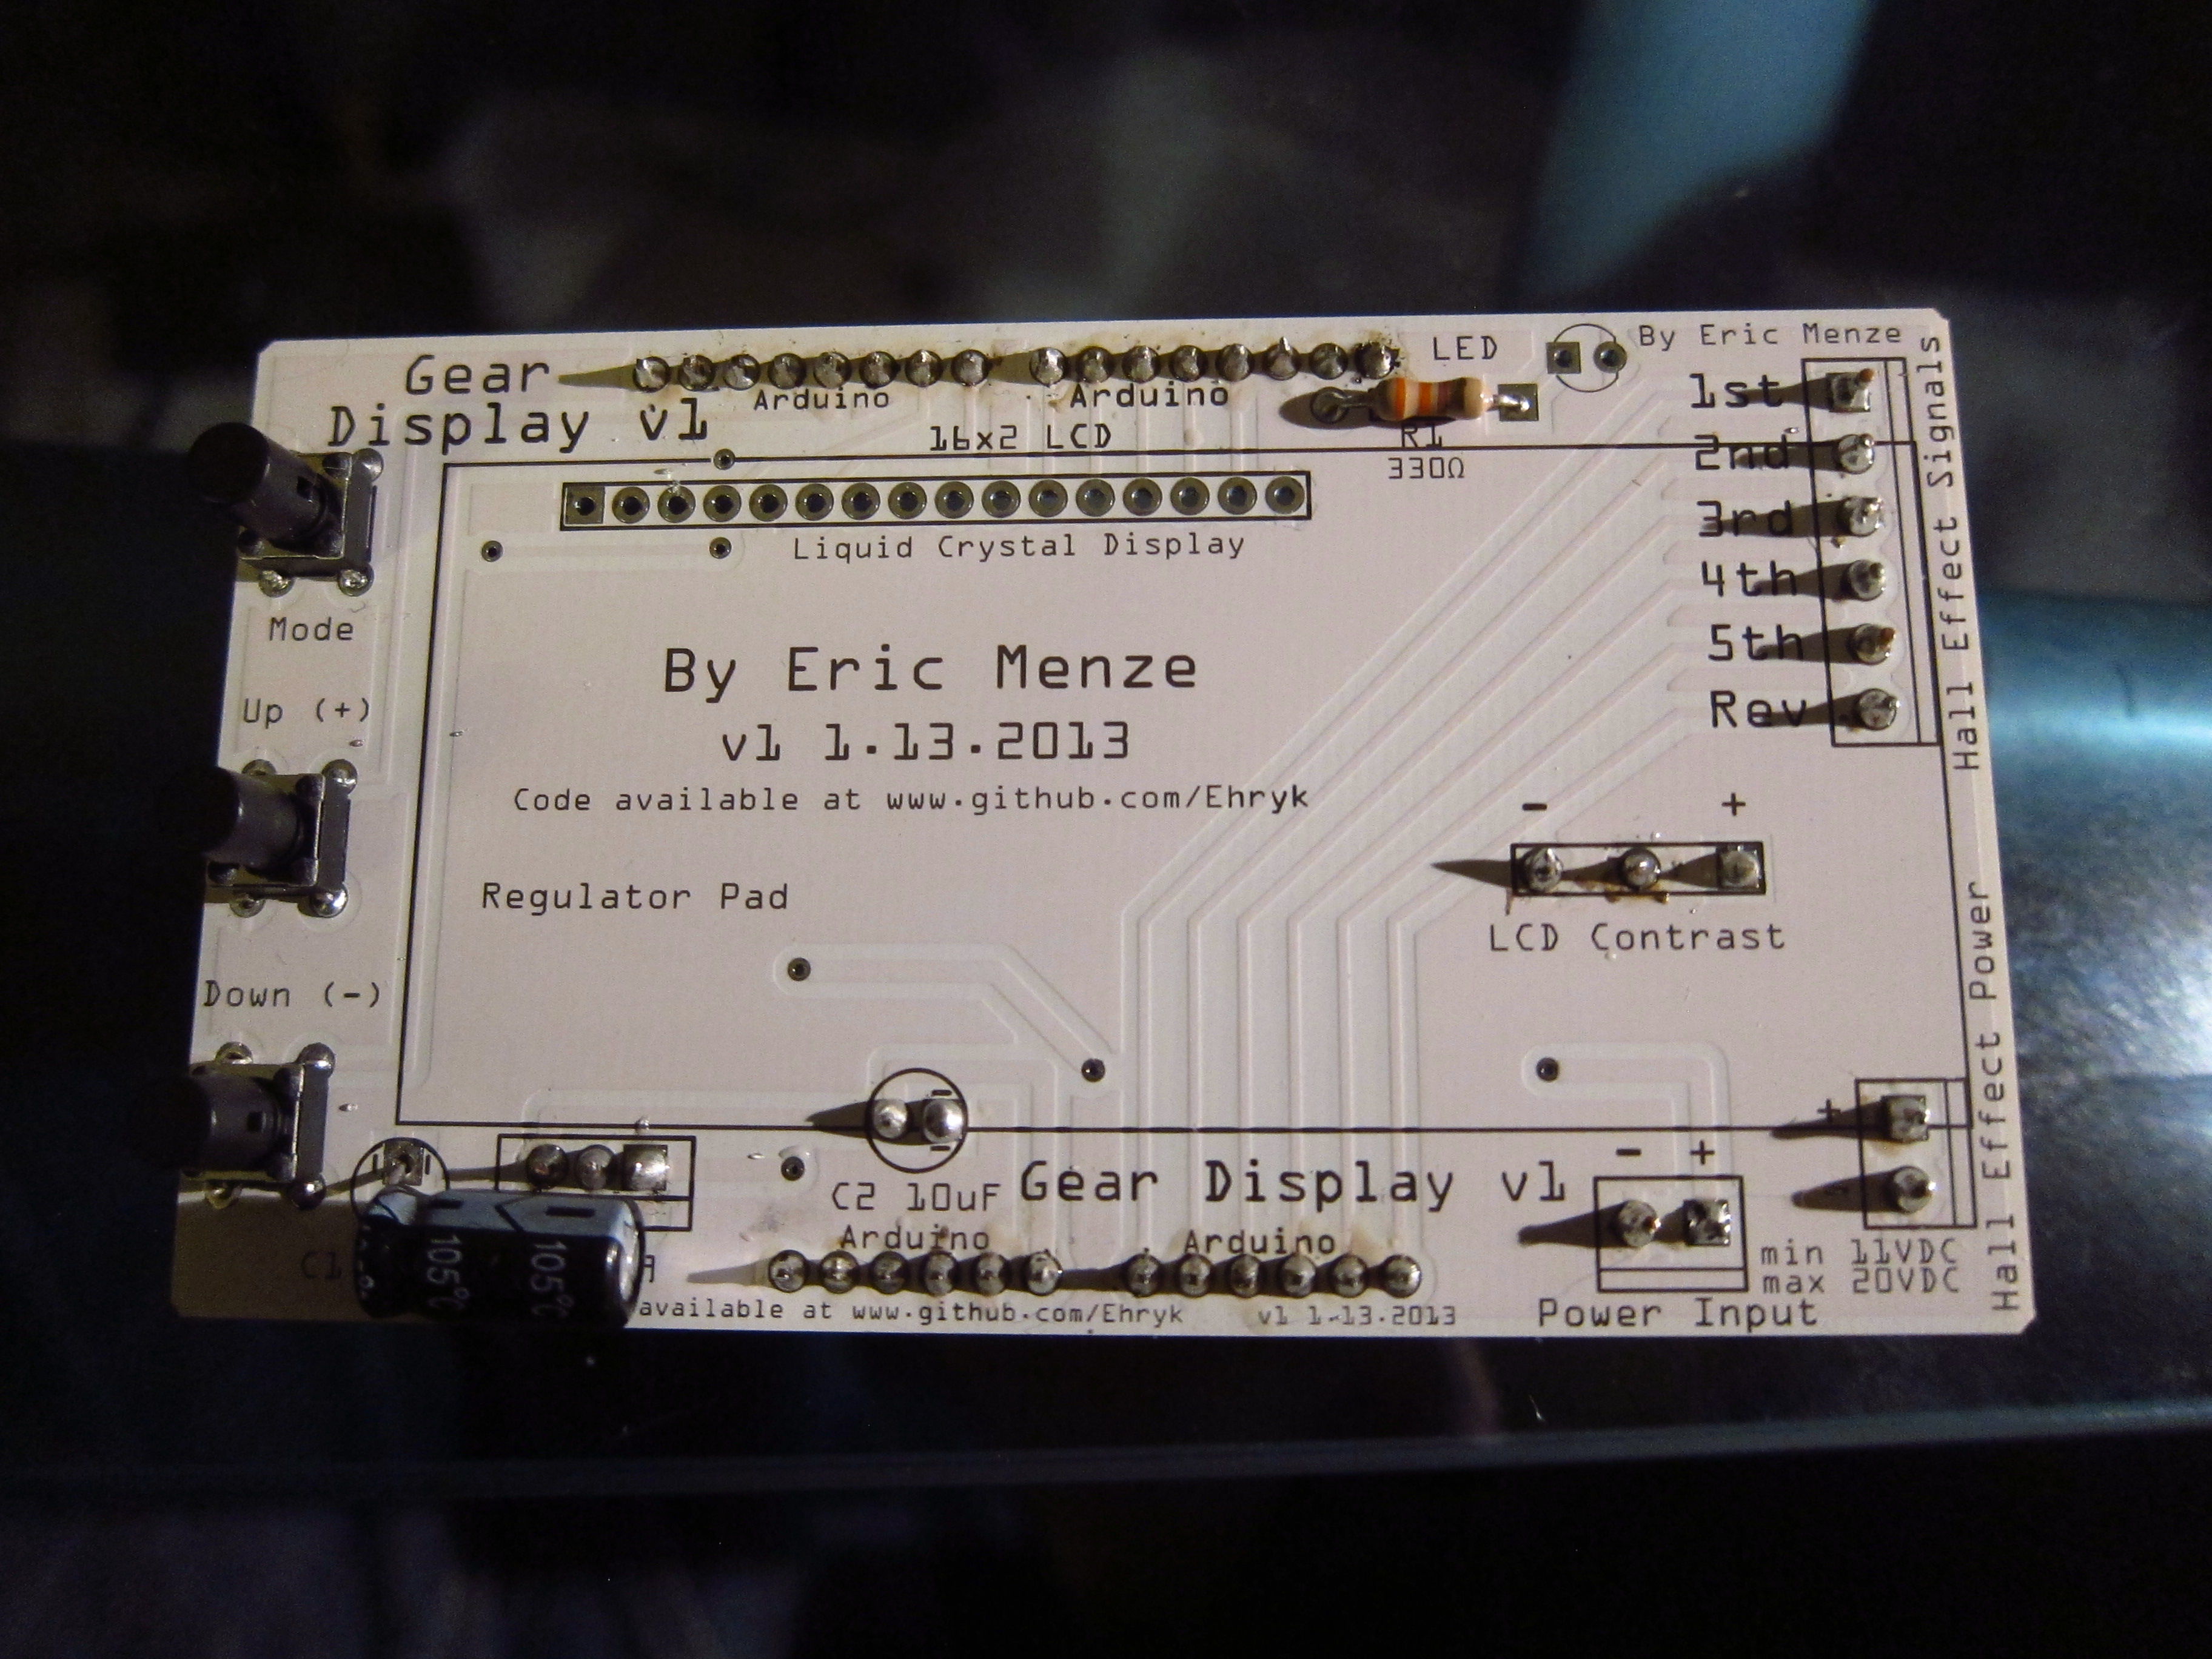 Gear
Display v1
Arduino
Arduino
LED
By Eric Menze
16x2 LCD
R1
330Ω
1st
2nd
3rd
4th
5th
Rev
Hall Effect Signals
Liquid Crystal Display
Mode
Up (+)
Down (-)
By Eric Menze
v1 1.13.2013
Code available at www.github.com/Ehryk
Regulator Pad
- +
LCD Contrast
Hall Effect Power
+
-
C2 10uF
Gear Display v1
- +
Arduino
Arduino
C1
105°C
105°C
min 11VDC
max 20VDC
available at www.github.com/Ehryk
v1 1.13.2013
Power Input